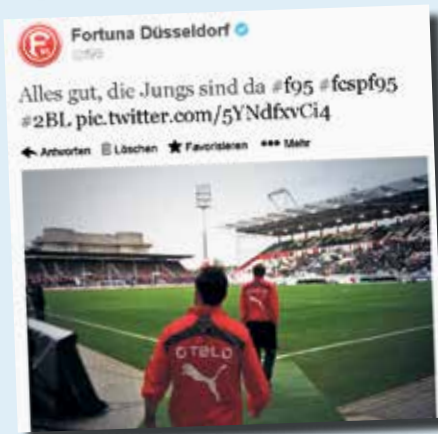 Fortuna Düsseldorf
@f95
Alles gut, die Jungs sind da #f95 #fcspf95
#2BL pic.twitter.com/5YNdfxvCi4
Antworten Löschen Favorisieren Mehr
OTELO